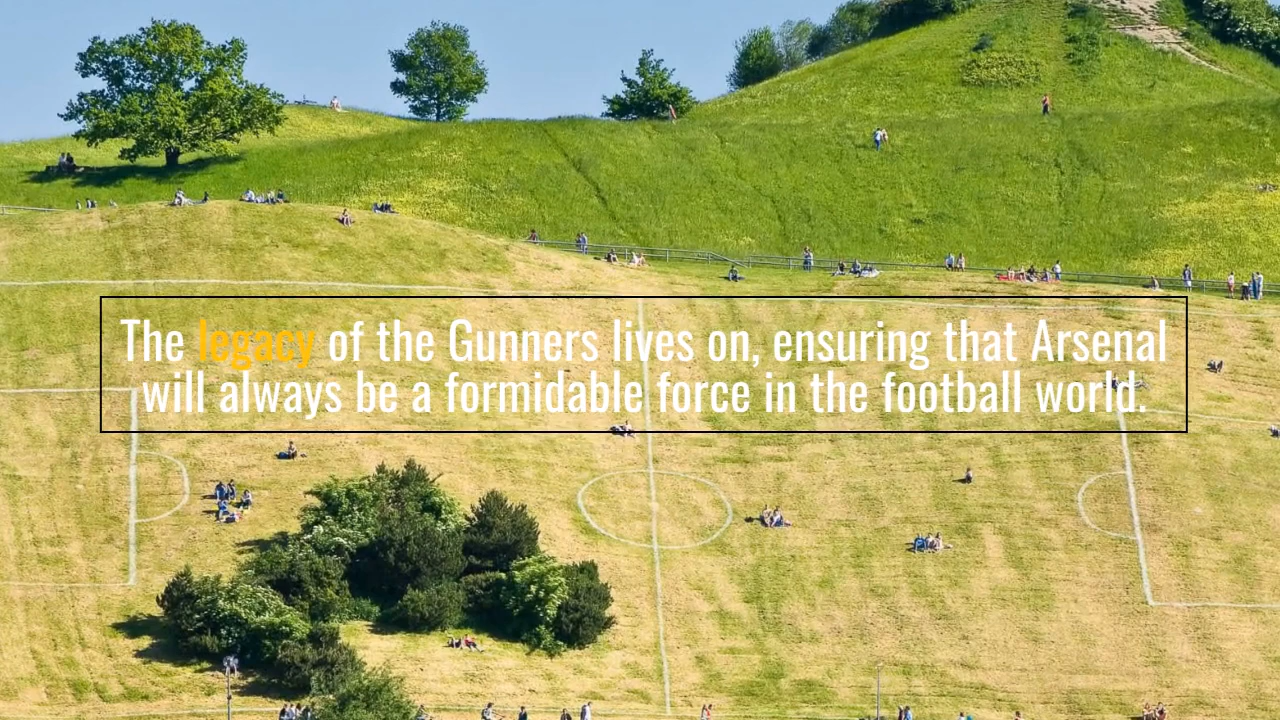 The legacy of the Gunners lives on, ensuring that Arsenal
will always be a formidable force in the football world.